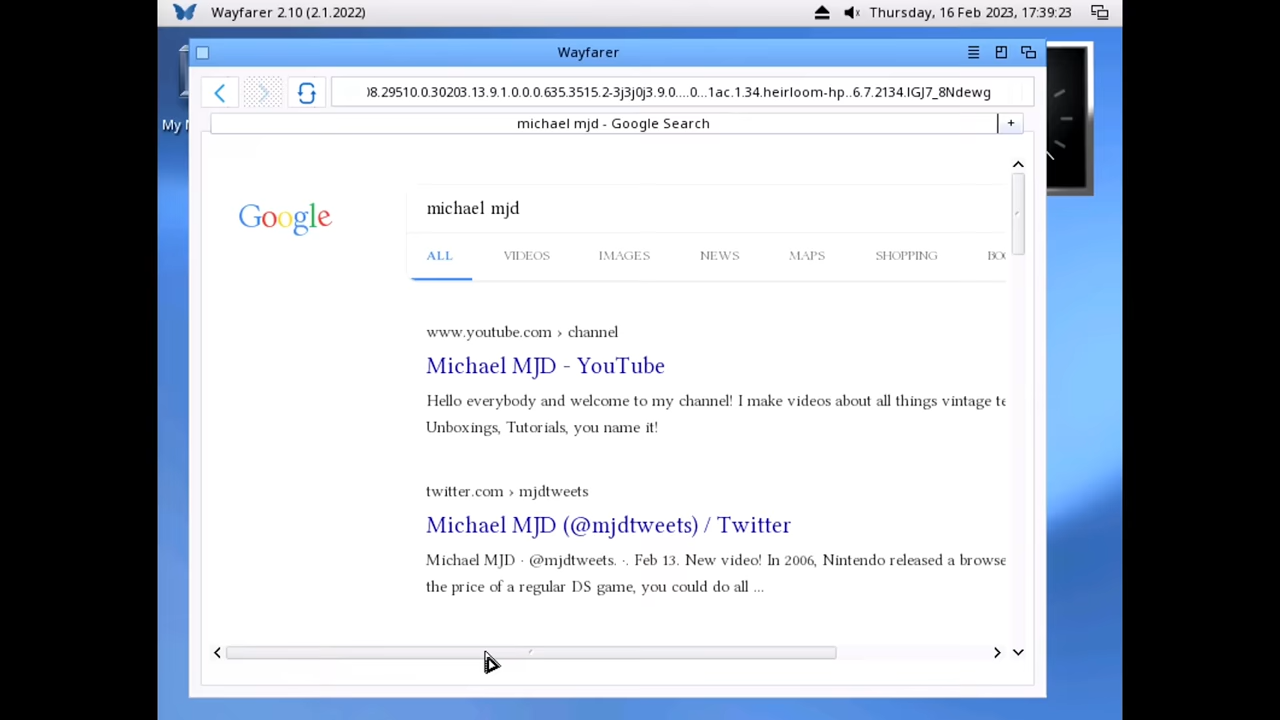 Wayfarer 2.10 (2.1.2022)
Thursday, 16 Feb 2023, 17:39:23
Wayfarer
My
)8.29510.0.30203.13.9.1.0.0.0.635.3515.2-3j3j0j3.9.0....0...1ac.1.34.heirloom-hp..6.7.2134.IGJ7_8Ndewg
michael mjd - Google Search
+
Google
michael mjd
ALL VIDEOS IMAGES NEWS MAPS SHOPPING
www.youtube.com › channel
Michael MJD - YouTube
Hello everybody and welcome to my channel! I make videos about all things vintage te
Unboxings, Tutorials, you name it!
twitter.com › mjdtweets
Michael MJD (@mjdtweets) / Twitter
Michael MJD · @mjdtweets. ·. Feb 13. New video! In 2006, Nintendo released a browse
the price of a regular DS game, you could do all ...